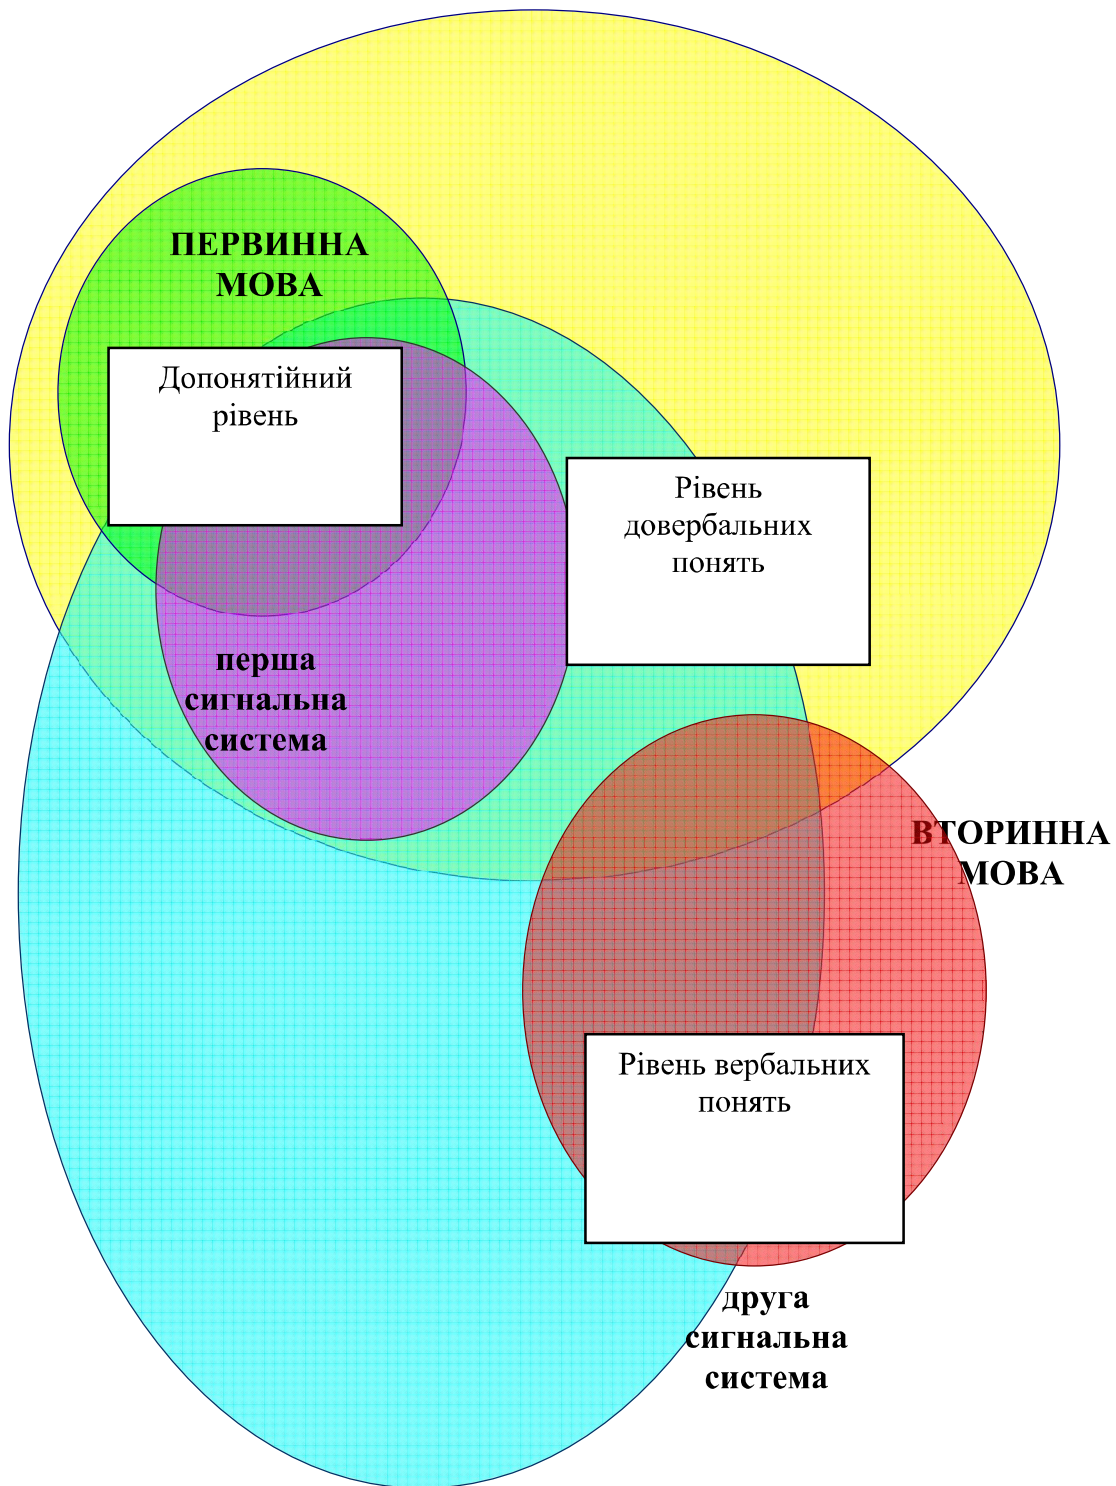 ПЕРВИННА
МОВА
Допонятійний
рівень
Рівень
довербальних
понять
перша
сигнальна
система
ВТОРИННА
МОВА
Рівень вербальних
понять
друга
сигнальна
система